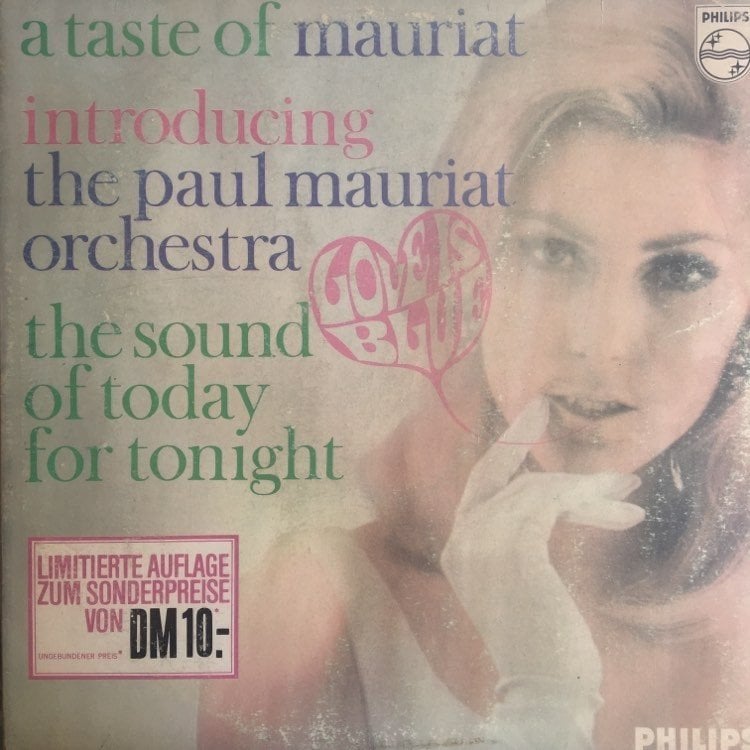 a taste of mauriat
PHILIPS
introducing
the paul mauriat
orchestra
LOVE IS
BLUE
the sound
of today
for tonight
LIMITIERTE AUFLAGE
ZUM SONDERPREISE
VON DM 10.-*
UNGEBUNDENER PREIS*
PHILIPS